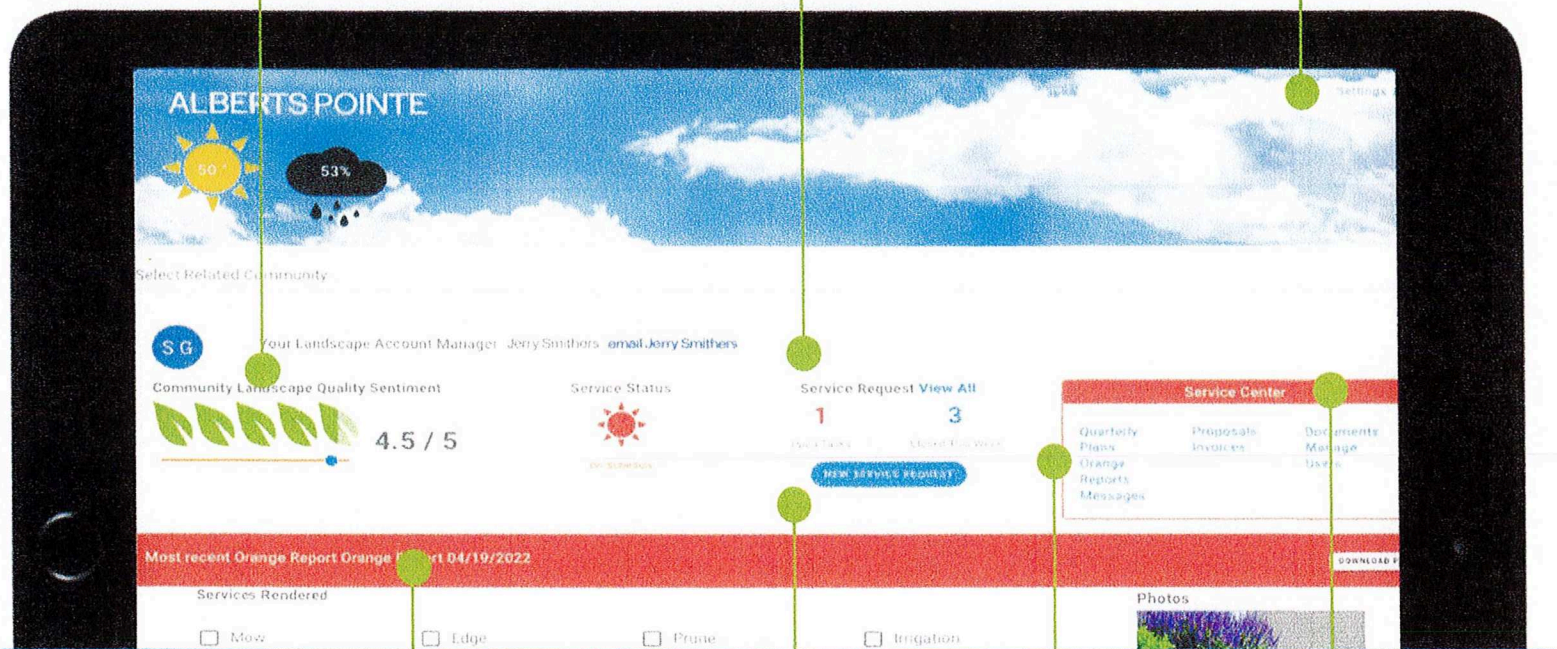 ALBERTS POINTE
Settings
50°
53%
Select Related Community
S G
Your Landscape Account Manager Jerry Smithers email Jerry Smithers
Community Landscape Quality Sentiment
4.5 / 5
Service Status
Service Request View All
1
3
Closed This Week
NEW SERVICE REQUEST
Service Center
Quarterly
Plans
Orange
Reports
Messages
Proposals
Invoices
Documents
Manage
Users
Most recent Orange Report Orange Report 04/19/2022
DOWNLOAD P
Services Rendered
Mow
Edge
Prune
Irrigation
Photos